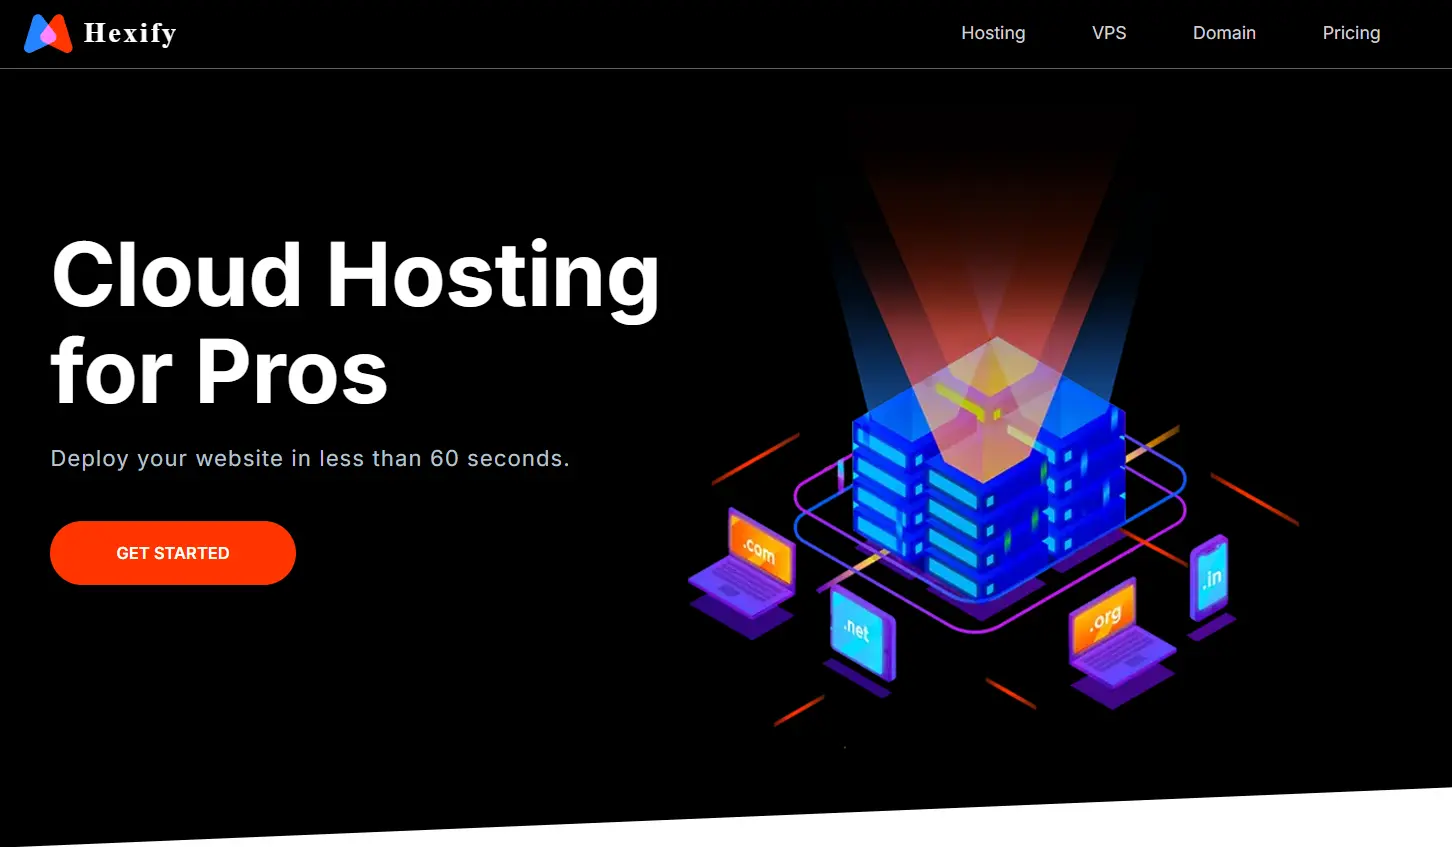 Hexify
Hosting VPS Domain Pricing
Cloud Hosting
for Pros
Deploy your website in less than 60 seconds.
GET STARTED
.com
.net
.org
.in